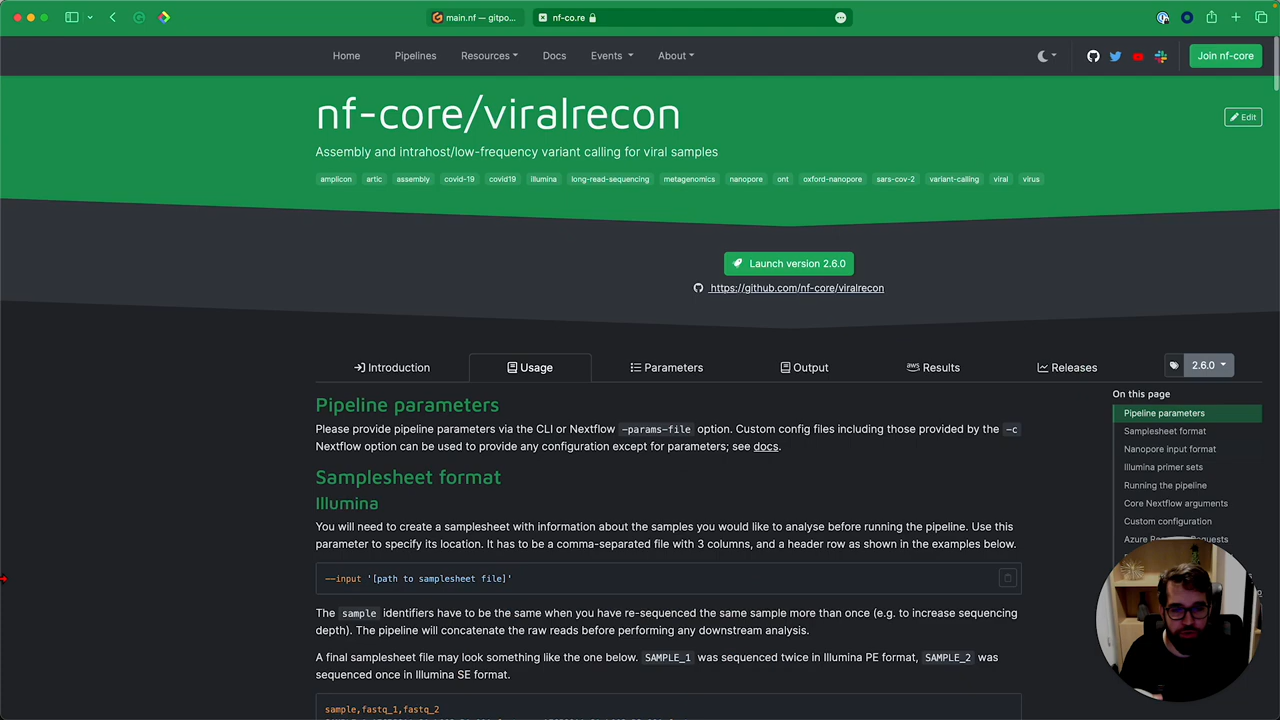 main.nf — gitpo...
nf-co.re
Home
Pipelines
Resources
Docs
Events
About
Join nf-core
nf-core/viralrecon
Edit
Assembly and intrahost/low-frequency variant calling for viral samples
amplicon artic assembly covid-19 covid19 illumina long-read-sequencing metagenomics nanopore ont oxford-nanopore sars-cov-2 variant-calling viral virus
Launch version 2.6.0
https://github.com/nf-core/viralrecon
Introduction
Usage
Parameters
Output
aws Results
Releases
2.6.0
Pipeline parameters
Please provide pipeline parameters via the CLI or Nextflow -params-file option. Custom config files including those provided by the -c
Nextflow option can be used to provide any configuration except for parameters; see docs.
Samplesheet format
Illumina
You will need to create a samplesheet with information about the samples you would like to analyse before running the pipeline. Use this
parameter to specify its location. It has to be a comma-separated file with 3 columns, and a header row as shown in the examples below.
--input '[path to samplesheet file]'
The sample identifiers have to be the same when you have re-sequenced the same sample more than once (e.g. to increase sequencing
depth). The pipeline will concatenate the raw reads before performing any downstream analysis.
A final samplesheet file may look something like the one below. SAMPLE_1 was sequenced twice in Illumina PE format, SAMPLE_2 was
sequenced once in Illumina SE format.
sample,fastq_1,fastq_2
On this page
Pipeline parameters
Samplesheet format
Nanopore input format
Illumina primer sets
Running the pipeline
Core Nextflow arguments
Custom configuration